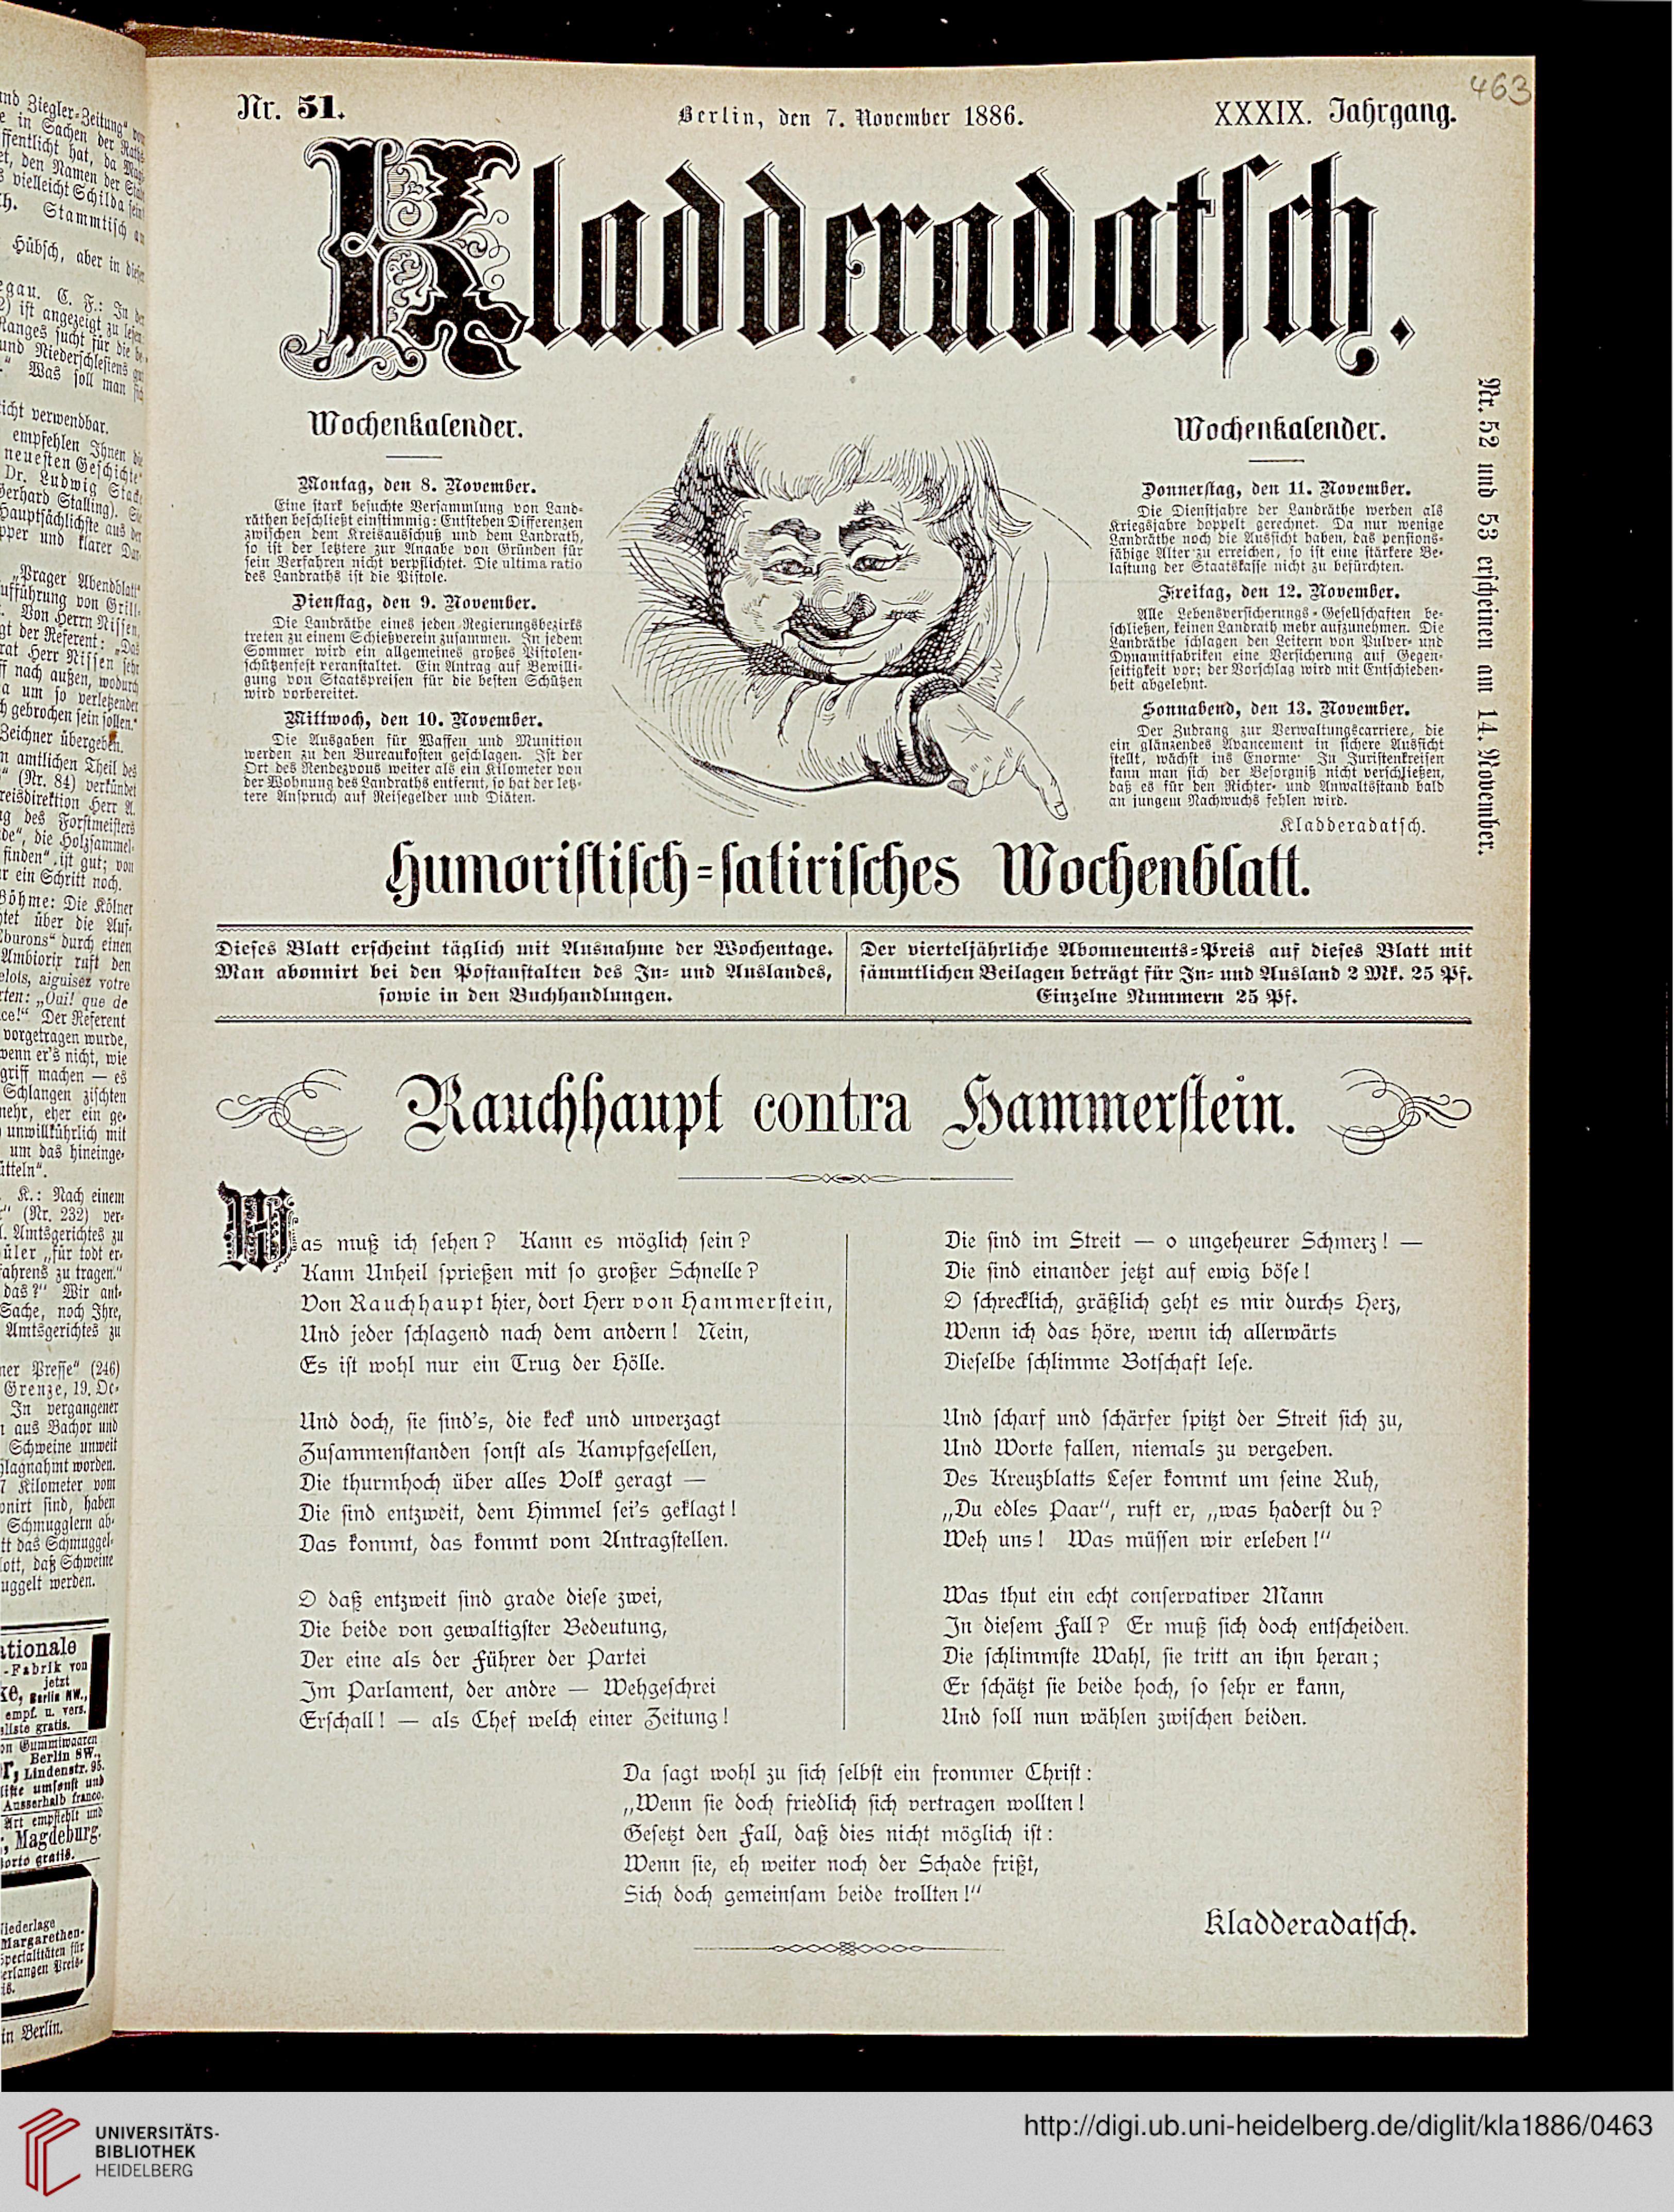 463
Nr. 51.
Berlin, den 7. November 1886.
XXXIX. Jahrgang.
Kladderadatsch.
Wochenkalender.
Montag, den 8. November.
Eine stark besuchte Versammlung von Land-
räthen beschließt einstimmig: Entstehen Differenzen
zwischen dem Kreisausschuß und dem Landrath,
so ist der letztere zur Angabe von Gründen für
sein Verfahren nicht verpflichtet. Die ultima ratio
des Landraths ist die Pistole.
Dienstag, den 9. November.
Die Landräthe eines jeden Regierungsbezirks
treten zu einem Schießverein zusammen. In jedem
Sommer wird ein allgemeines großes Pistolen-
schützenfest veranstaltet. Ein Antrag auf Bewilli-
gung von Staatspreisen für die besten Schützen
wird vorbereitet.
Mittwoch, den 10. November.
Die Ausgaben für Waffen und Munition
werden zu den Bureaukosten geschlagen. Ist der
Ort des Rendezvous weiter als ein Kilometer von
der Wohnung des Landraths entfernt, so hat der letz-
tere Anspruch auf Reisegelder und Diäten.
Wochenkalender.
Donnerstag, den 11. November.
Die Dienstjahre der Landräthe werden als
Kriegsjahre doppelt gerechnet. Da nur wenige
Landräthe noch die Aussicht haben, das pensions-
fähige Alter zu erreichen, so ist eine stärkere Be-
lastung der Staatskasse nicht zu befürchten.
Freitag, den 12. November.
Alle Lebensversicherungs-Gesellschaften be-
schließen, keinen Landrath mehr aufzunehmen. Die
Landräthe schlagen den Leitern von Pulver- und
Dynamitfabriken eine Versicherung auf Gegen-
seitigkeit vor; der Vorschlag wird mit Entschieden-
heit abgelehnt.
Sonnabend, den 13. November.
Der Zudrang zur Verwaltungscarriere, die
ein glänzendes Avancement in sichere Aussicht
stellt, wächst ins Enorme. In Juristenkreisen
kann man sich der Besorgniß nicht verschließen,
daß es für den Richter- und Anwaltsstand bald
an jungem Nachwuchs fehlen wird.
Kladderadatsch.
Nr. 52 und 53 erscheinen am 14. November.
Humoristisch-satirisches Wochenblatt.
Dieses Blatt erscheint täglich mit Ausnahme der Wochentage.
Man abonnirt bei den Postanstalten des In- und Auslandes,
sowie in den Buchhandlungen.
Der vierteljährliche Abonnements-Preis auf dieses Blatt mit
sämmtlichen Beilagen beträgt für In- und Ausland 2 Mk. 25 Pf.
Einzelne Nummern 25 Pf.
Rauchhaupt contra Hammerstein.
Was muß ich sehen? Kann es möglich sein?
Kann Unheil sprießen mit so großer Schnelle?
Von Rauchhaupt hier, dort Herr von Hammerstein,
Und jeder schlagend nach dem andern! Nein,
Es ist wohl nur ein Trug der Hölle.
Und doch, sie sind's, die keck und unverzagt
Zusammenstanden sonst als Kampfgesellen,
Die thurmhoch über alles Volk geragt —
Die sind entzweit, dem Himmel sei's geklagt!
Das kommt, das kommt vom Antragstellen.
O daß entzweit sind grade diese zwei,
Die beide von gewaltigster Bedeutung,
Der eine als der Führer der Partei
Im Parlament, der andre — Wehgeschrei
Erschall! — als Chef welch einer Zeitung!
Die sind im Streit — o ungeheurer Schmerz! —
Die sind einander jetzt auf ewig böse!
O schrecklich, gräßlich geht es mir durchs Herz,
Wenn ich das höre, wenn ich allerwärts
Dieselbe schlimme Botschaft lese.
Und scharf und schärfer spitzt der Streit sich zu,
Und Worte fallen, niemals zu vergeben.
Des Kreuzblatts Leser kommt um seine Ruh,
„Du edles Paar", ruft er, „was haderst du?
Weh uns! Was müssen wir erleben!"
Was thut ein echt conservativer Mann
In diesem Fall? Er muß sich doch entscheiden.
Die schlimmste Wahl, sie tritt an ihn heran;
Er schätzt sie beide hoch, so sehr er kann,
Und soll nun wählen zwischen beiden.
Da sagt wohl zu sich selbst ein frommer Christ:
„Wenn sie doch friedlich sich vertragen wollten!
Gesetzt den Fall, daß dies nicht möglich ist:
Wenn sie, eh weiter noch der Schade frißt,
Sich doch gemeinsam beide trollten!"
Kladderadatsch.
UNIVERSITÄTS-
BIBLIOTHEK
HEIDELBERG
http://digi.ub.uni-heidelberg.de/diglit/kla1886/0463